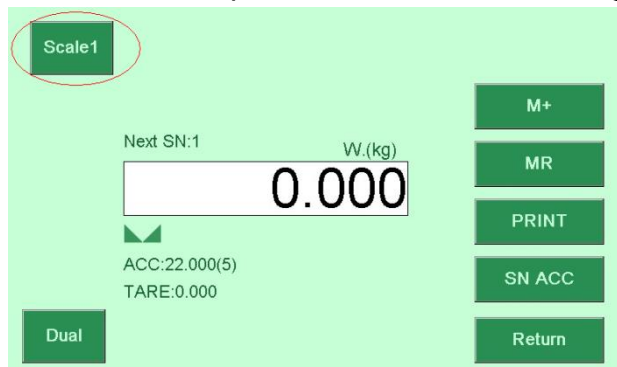 Scale1
M+
Next SN:1
W.(kg)
MR
0.000
PRINT
ACC:22.000(5)
SN ACC
TARE:0.000
Dual
Return